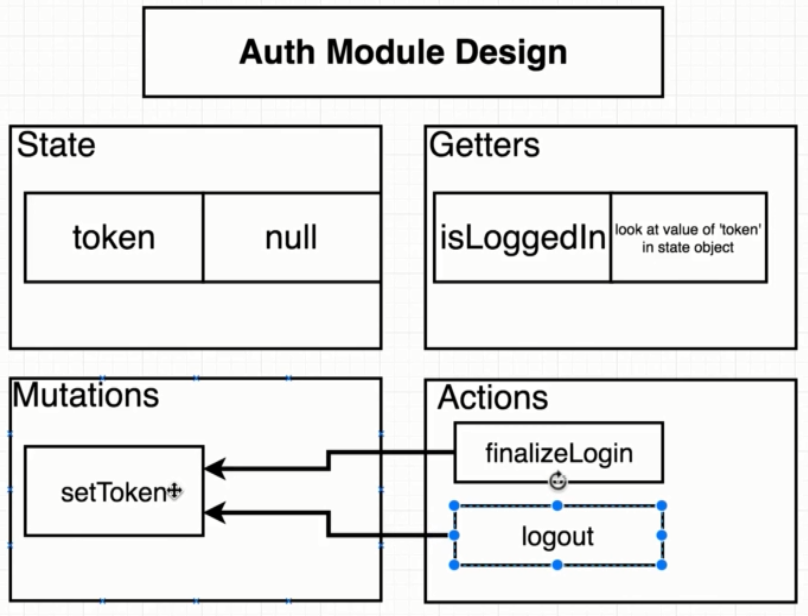 Auth Module Design
State
token
null
Getters
isLoggedIn
look at value of 'token'
in state object
Mutations
setToken
Actions
finalizeLogin
logout